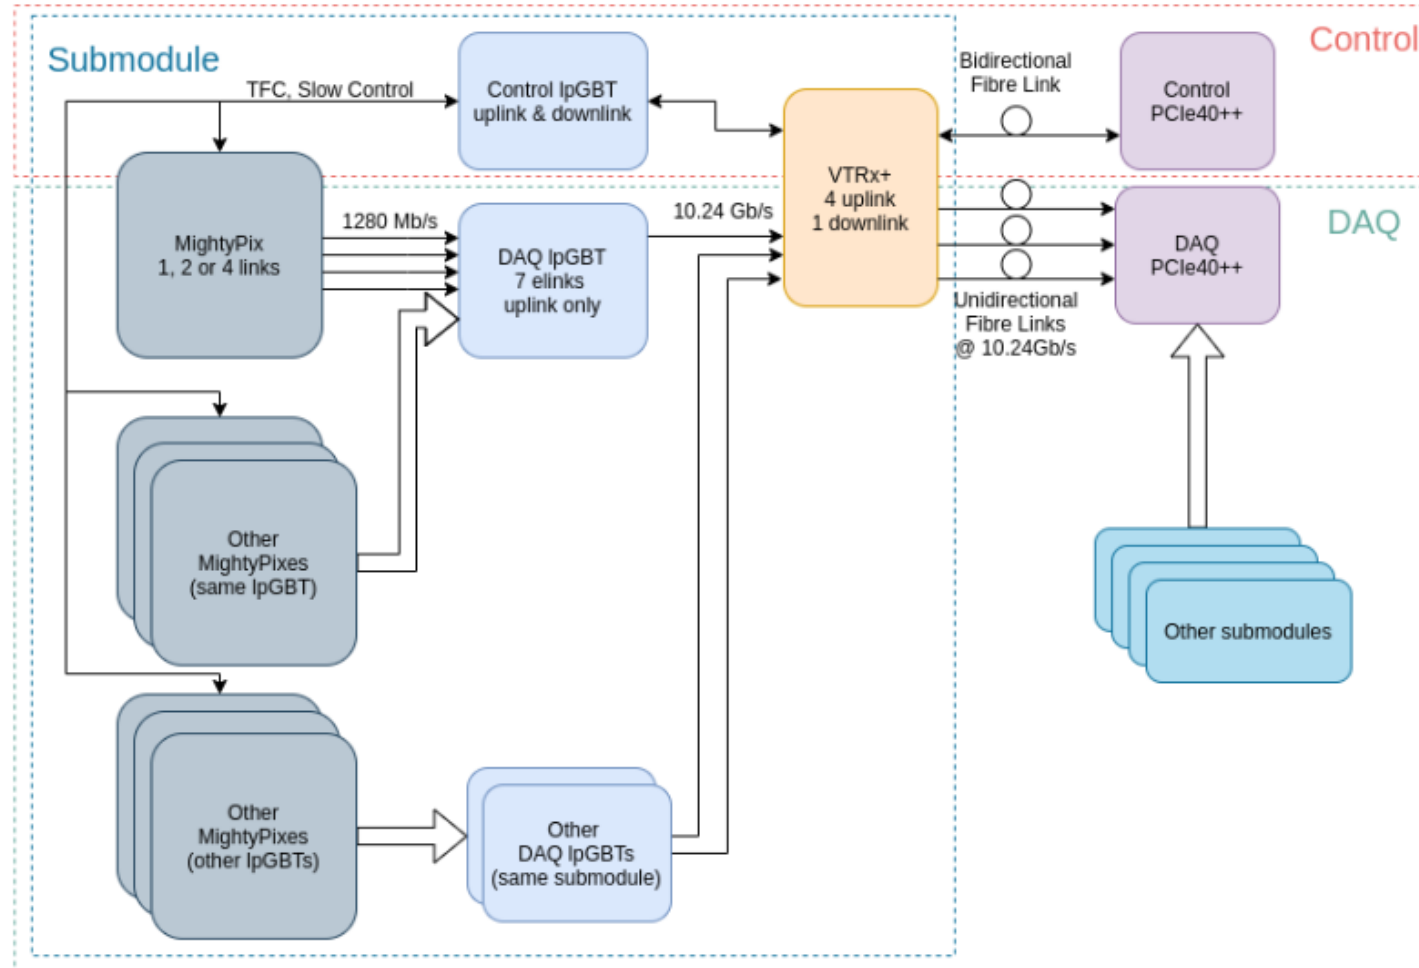 Submodule
Control
TFC, Slow Control
Control lpGBT
uplink & downlink
Bidirectional
Fibre Link
Control
PCIe40++
VTRx+
4 uplink
1 downlink
DAQ
MightyPix
1, 2 or 4 links
1280 Mb/s
DAQ lpGBT
7 elinks
uplink only
10.24 Gb/s
DAQ
PCIe40++
Unidirectional
Fibre Links
@ 10.24Gb/s
Other
MightyPixes
(same lpGBT)
Other submodules
Other
MightyPixes
(other lpGBTs)
Other
DAQ lpGBTs
(same submodule)